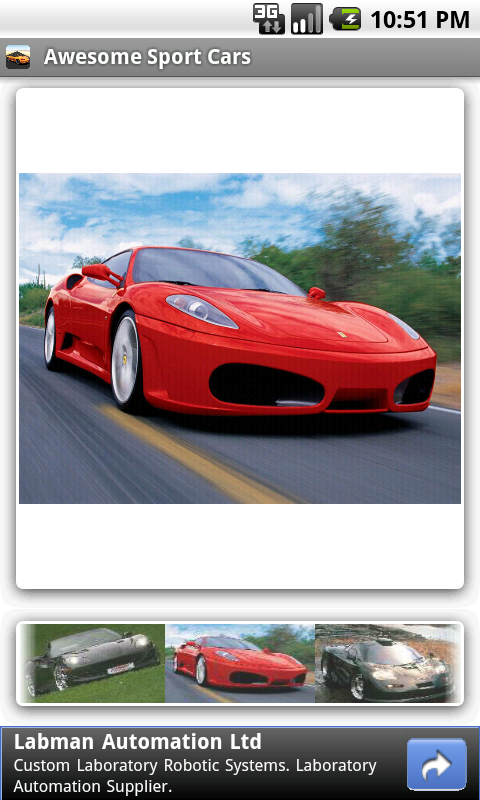 3G
10:51 PM
Awesome Sport Cars
Labman Automation Ltd
Custom Laboratory Robotic Systems. Laboratory
Automation Supplier.